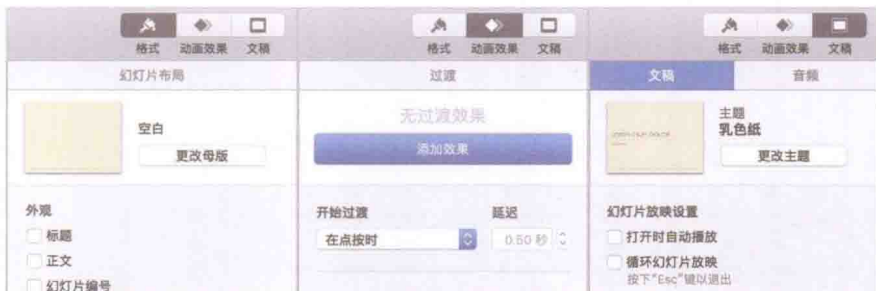 格式 动画效果 文稿
幻灯片布局
空白
更改母版
外观
标题
正文
幻灯片编号
格式 动画效果 文稿
过渡
无过渡效果
添加效果
开始过渡 延迟
在点按时 0.50 秒
格式 动画效果 文稿
文稿 音频
主题
乳色纸
更改主题
幻灯片放映设置
打开时自动播放
循环幻灯片放映
按下"Esc"键以退出